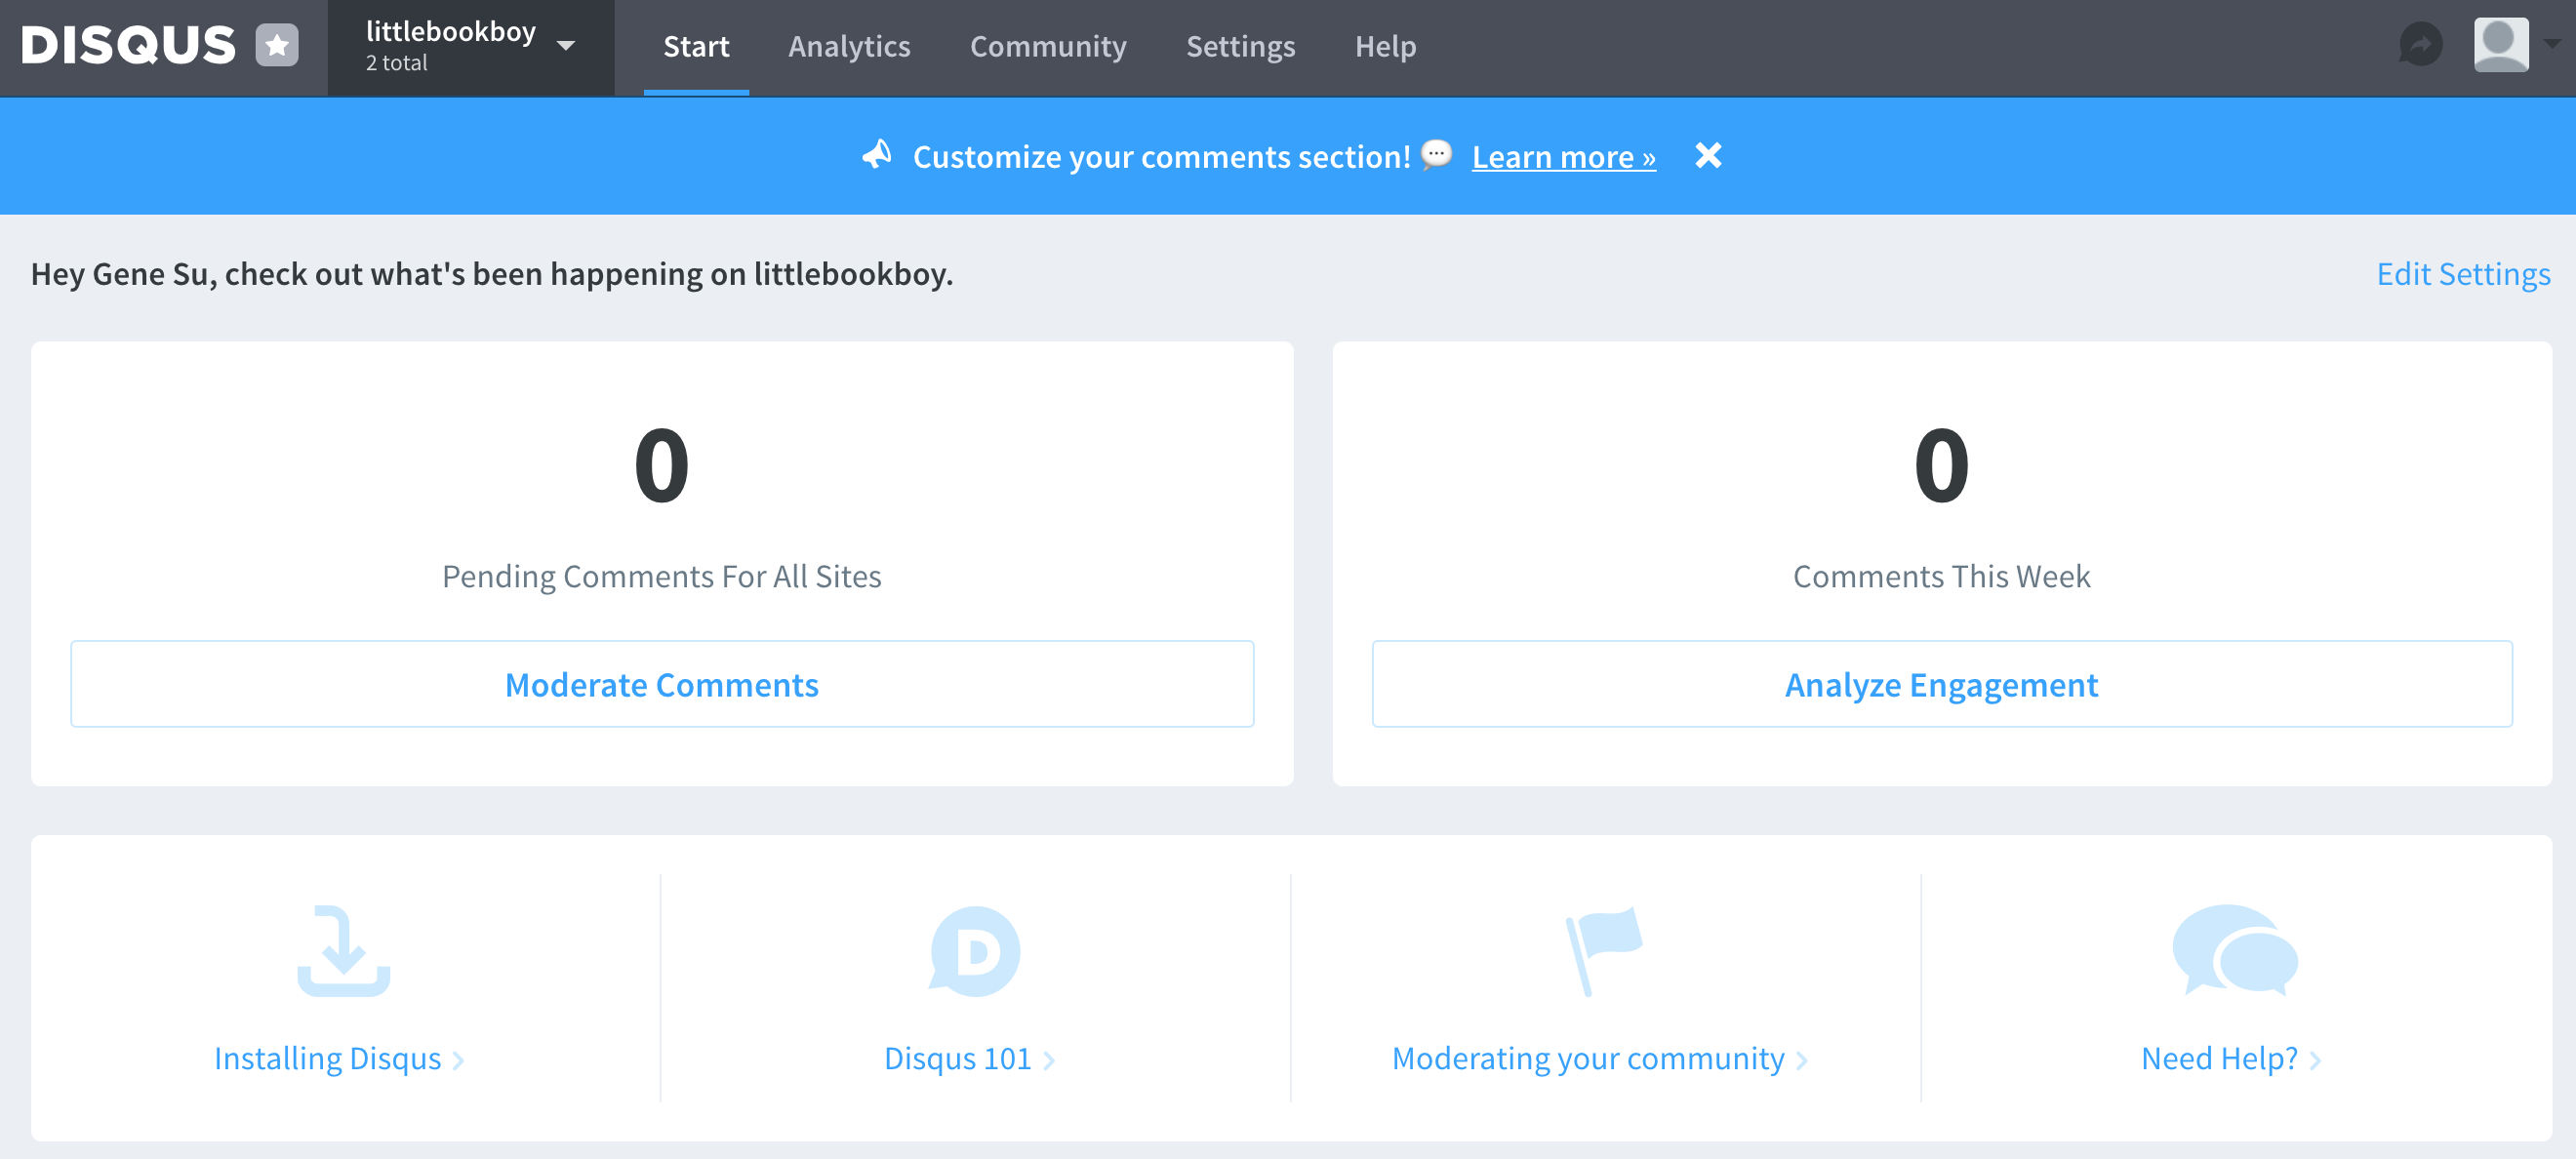 DISQUS
littlebookboy
2 total
Start
Analytics
Community
Settings
Help
Customize your comments section! 💬 Learn more »
Hey Gene Su, check out what's been happening on littlebookboy.
Edit Settings
0
Pending Comments For All Sites
Moderate Comments
0
Comments This Week
Analyze Engagement
Installing Disqus
D
Disqus 101
Moderating your community
Need Help?